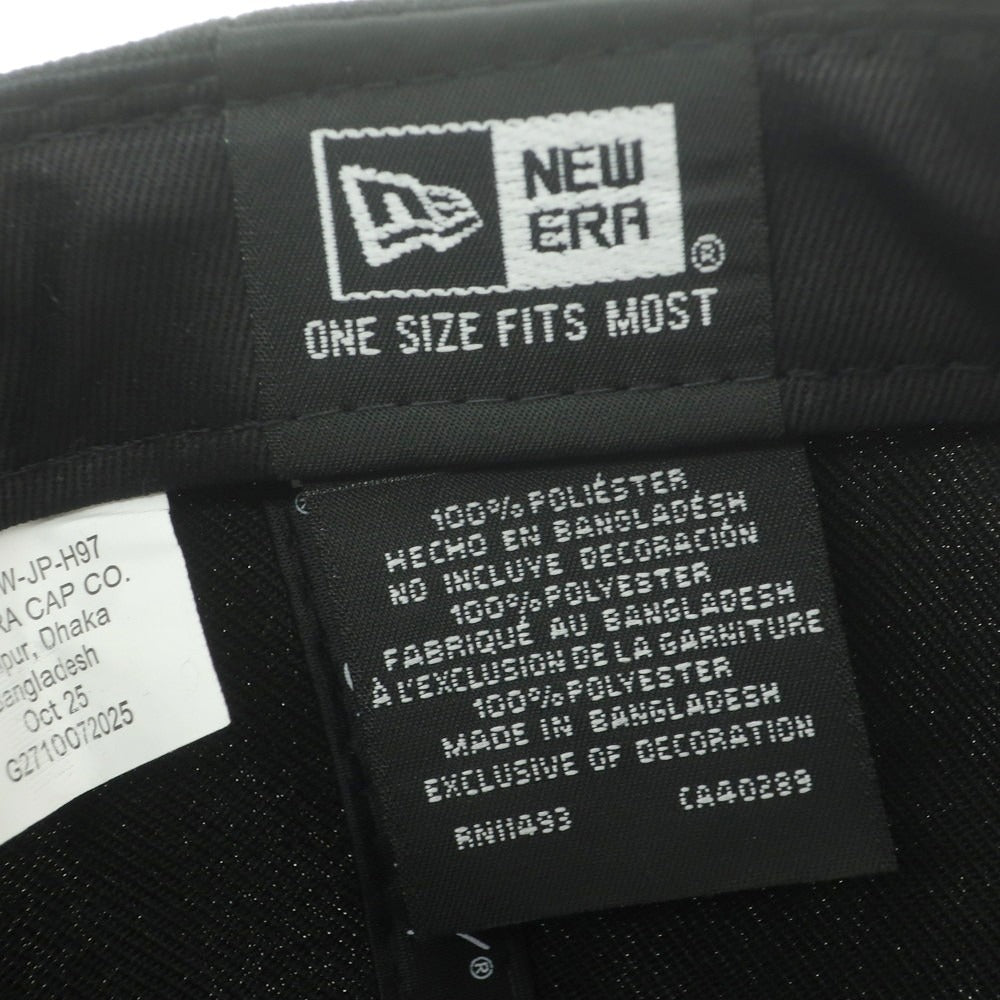 NEW
ERA
®
ONE SIZE FITS MOST
100% POLIÉSTER
HECHO EN BANGLADÉSH
NO INCLUYE DECORACIÓN
100% POLYESTER
FABRIQUÉ AU BANGLADESH
À L'EXCLUSION DE LA GARNITURE
100% POLYESTER
MADE IN BANGLADESH
EXCLUSIVE OF DECORATION
RN11493 CA40289
W-JP-H97
RA CAP CO.
pur, Dhaka
angladesh
Oct 25
G2710072025
®